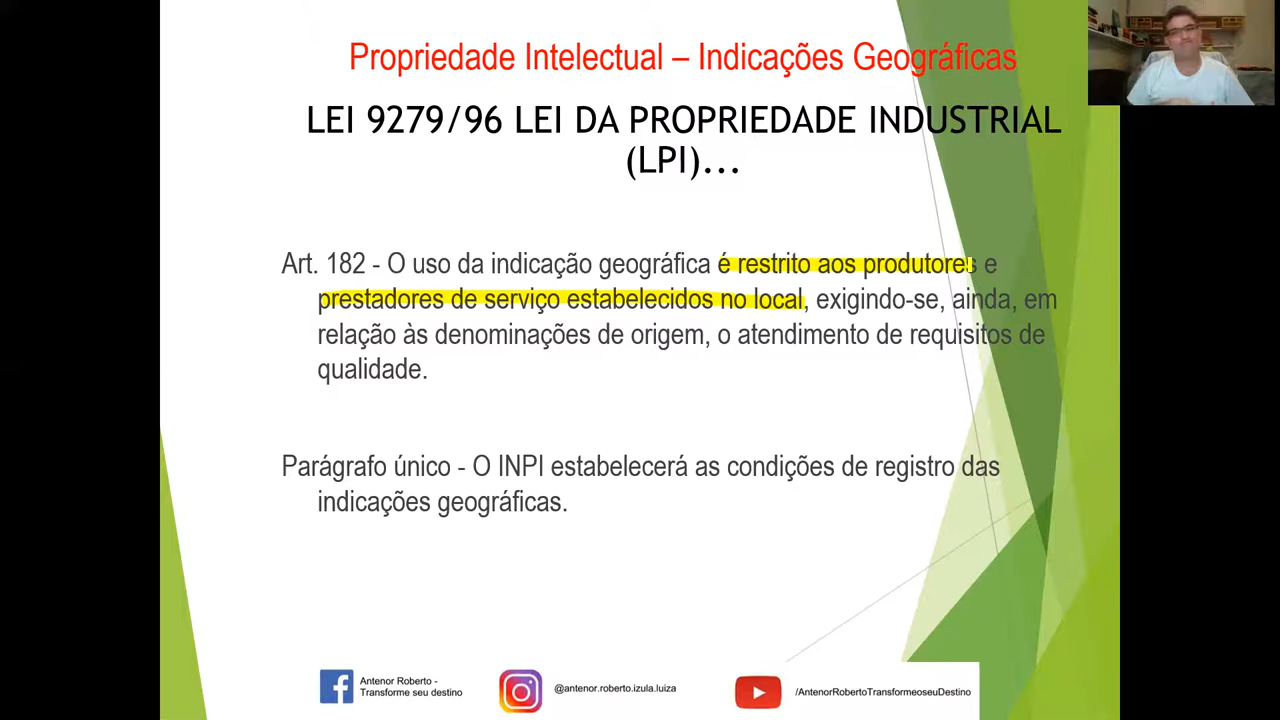 Propriedade Intelectual – Indicações Geográficas
LEI 9279/96 LEI DA PROPRIEDADE INDUSTRIAL
(LPI)...
Art. 182 - O uso da indicação geográfica é restrito aos produtores e
prestadores de serviço estabelecidos no local, exigindo-se, ainda, em
relação às denominações de origem, o atendimento de requisitos de
qualidade.
Parágrafo único - O INPI estabelecerá as condições de registro das
indicações geográficas.
Antenor Roberto -
Transforme seu destino
@antenor.roberto.izula.luiza
/AntenorRobertoTransformeoseuDestino